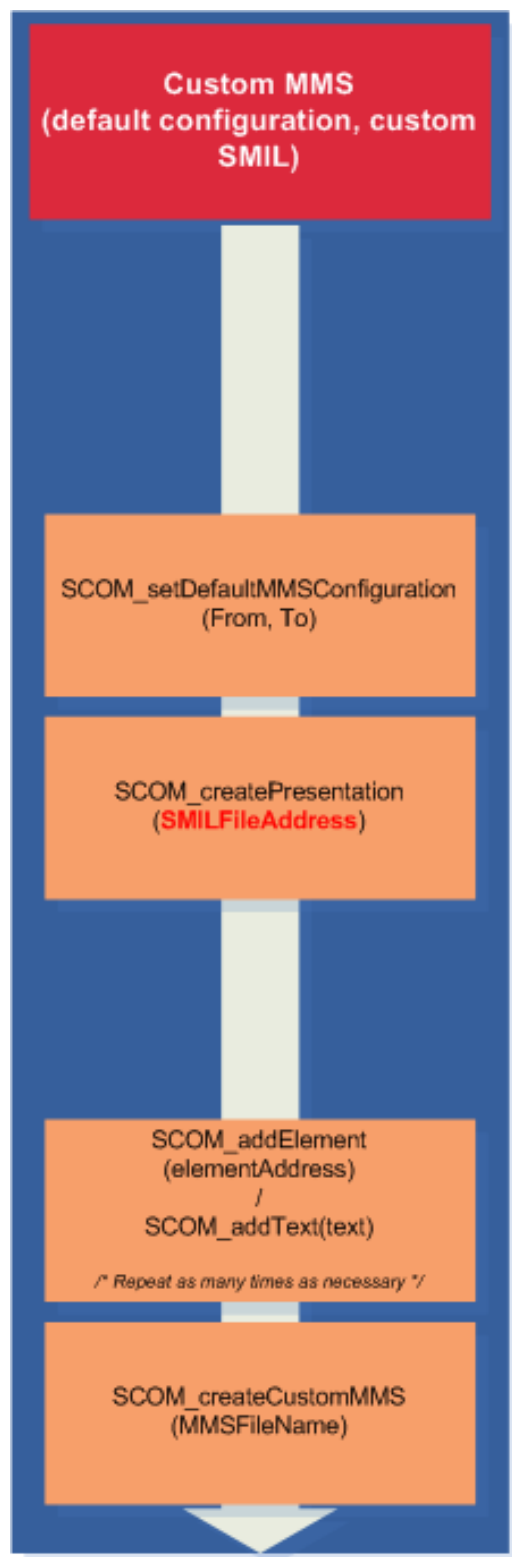 Custom MMS
(default configuration, custom
SMIL)
SCOM_setDefaultMMSConfiguration
(From, To)
SCOM_createPresentation
(SMILFileAddress)
SCOM_addElement
(elementAddress)
/
SCOM_addText(text)
/* Repeat as many times as necessary */
SCOM_createCustomMMS
(MMSFileName)